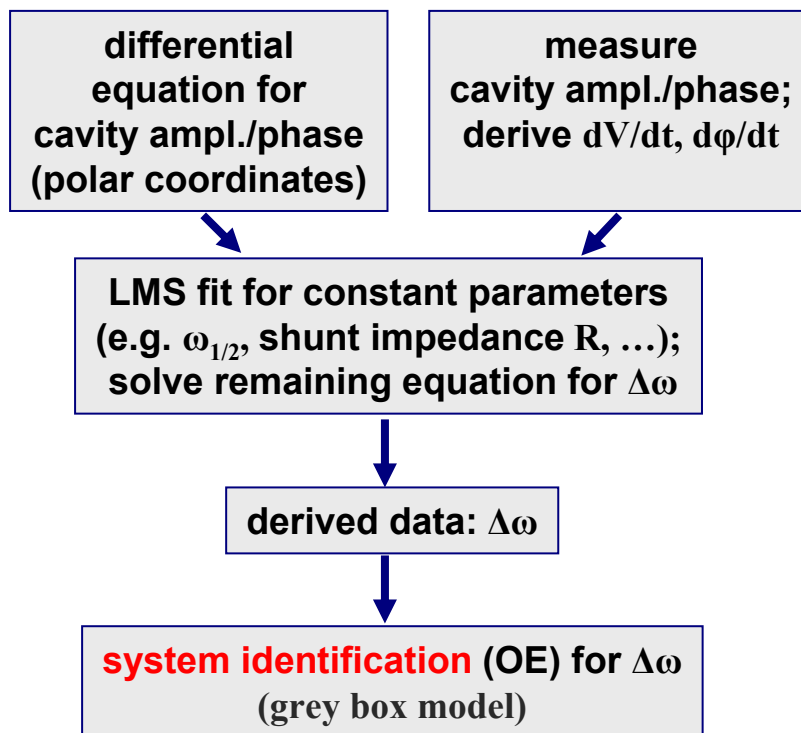 differential
equation for
cavity ampl./phase
(polar coordinates)
measure
cavity ampl./phase;
derive dV/dt, dφ/dt
LMS fit for constant parameters
(e.g. ω1/2, shunt impedance R, …);
solve remaining equation for Δω
derived data: Δω
system identification (OE) for Δω
(grey box model)